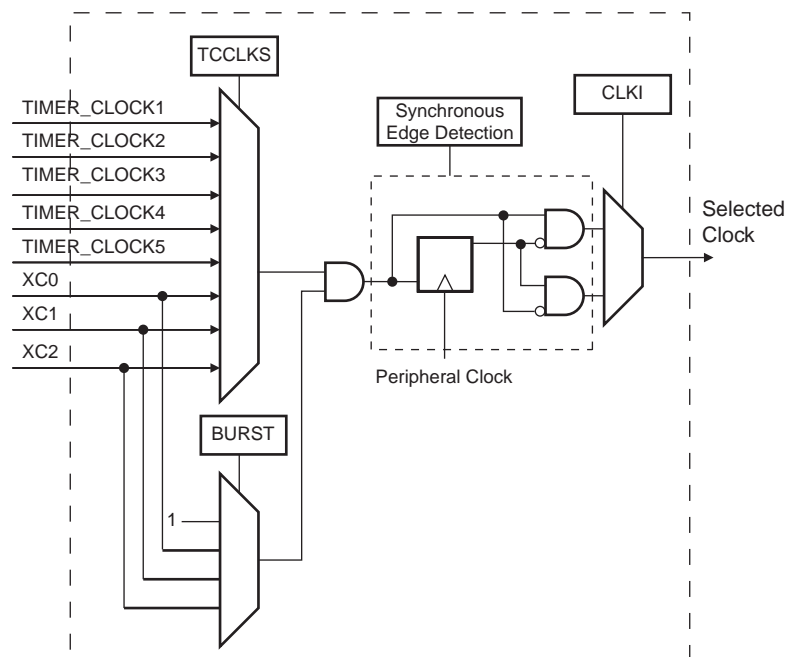 TCCLKS
TIMER_CLOCK1
TIMER_CLOCK2
TIMER_CLOCK3
TIMER_CLOCK4
TIMER_CLOCK5
XC0
XC1
XC2
Synchronous
Edge Detection
CLKI
Selected
Clock
Peripheral Clock
BURST
1